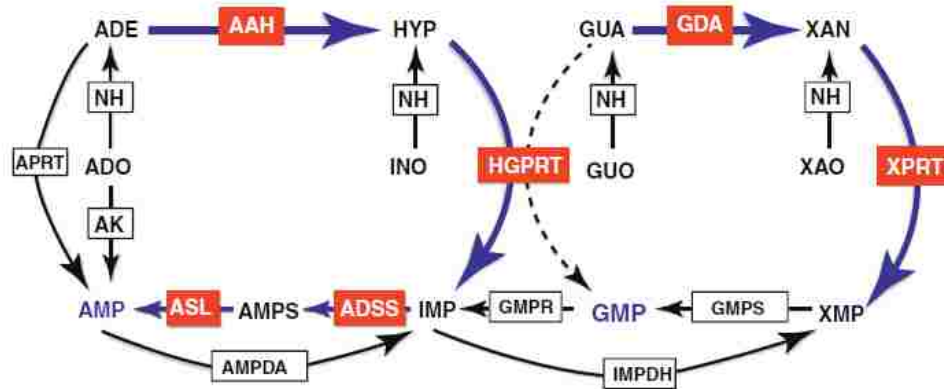 ADE AAH HYP GUA GDA XAN
NH NH NH NH
APRT ADO INO HGPRT GUO XAO XPRT
AK
AMP ASL AMPS ADSS IMP GMPR GMP GMPS XMP
AMPDA IMPDH